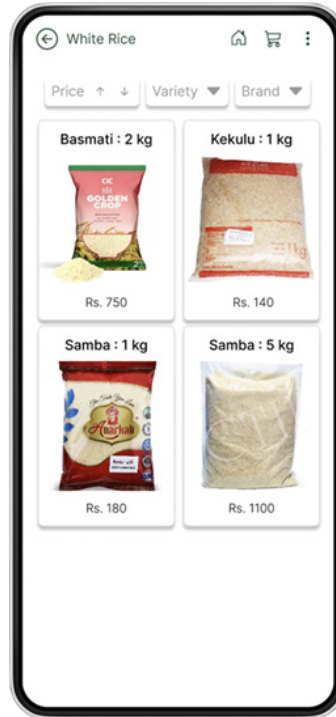 White Rice
Price ↑ ↓
Variety ▼
Brand ▼
Basmati : 2 kg
CIC
GOLDEN
CROP
Rs. 750
Kekulu : 1 kg
1kg
Rs. 140
Samba : 1 kg
Anarkali
Rs. 180
Samba : 5 kg
Rs. 1100